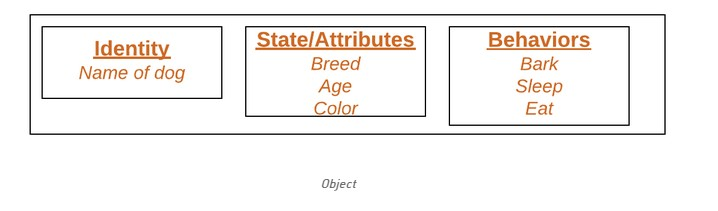 Identity
Name of dog
State/Attributes
Breed
Age
Color
Behaviors
Bark
Sleep
Eat
Object